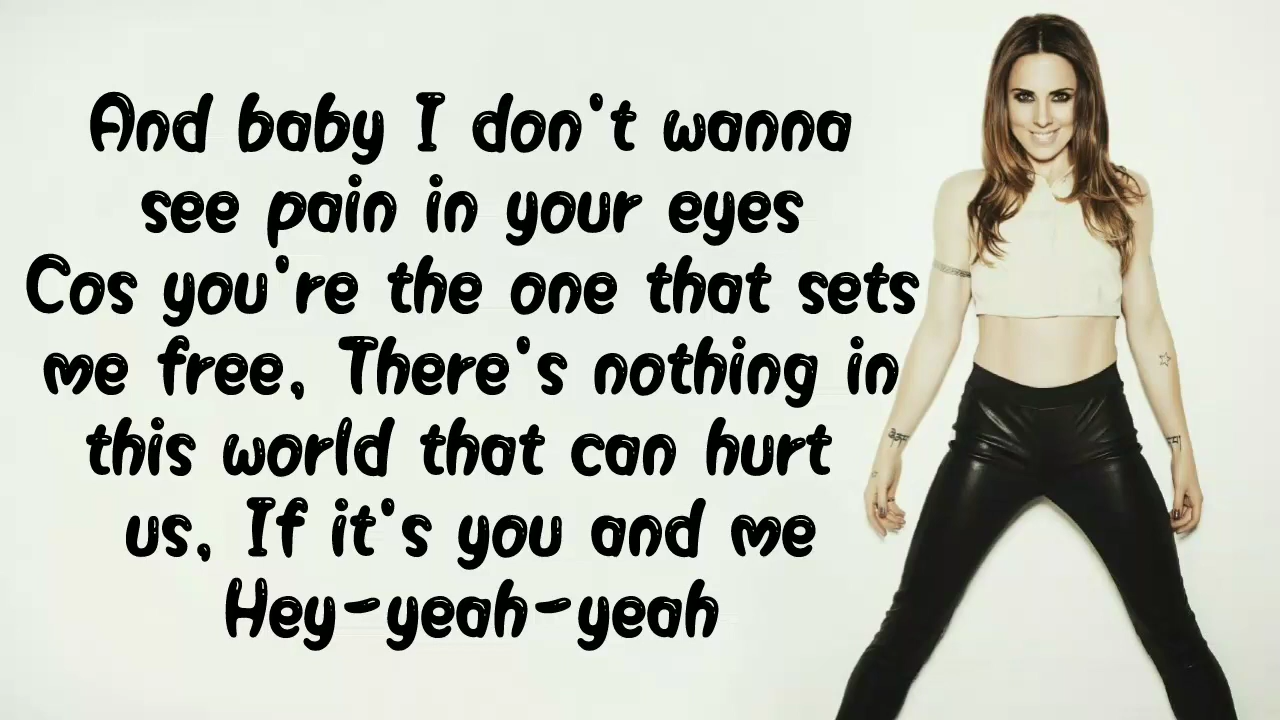 And baby I don't wanna
see pain in your eyes
Cos you're the one that sets
me free, There's nothing in
this world that can hurt
us, If it's you and me
Hey-yeah-yeah